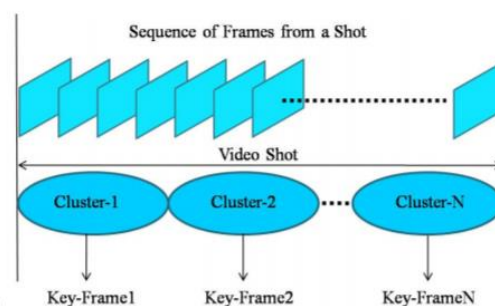 Sequence of Frames from a Shot
Video Shot
Cluster-1 Cluster-2 Cluster-N
Key-Frame1 Key-Frame2 Key-FrameN